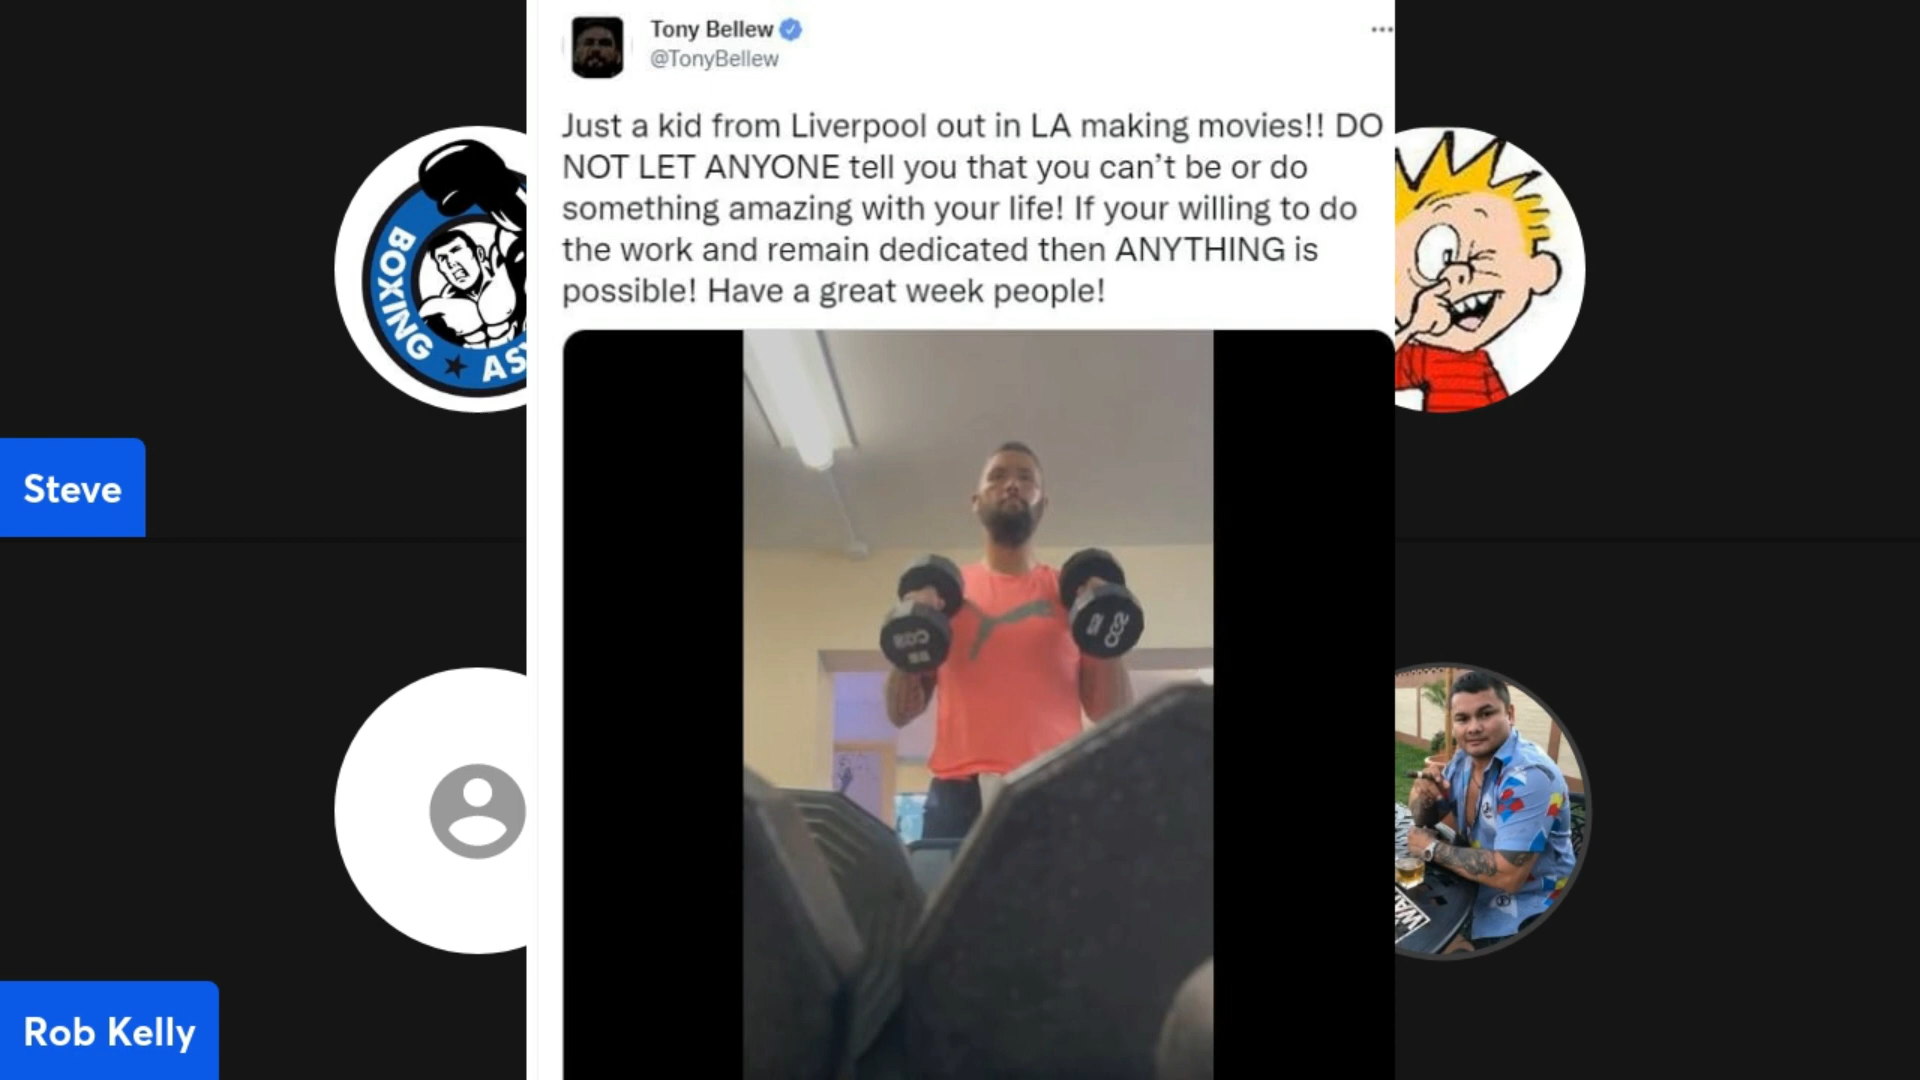 Tony Bellew
@TonyBellew
Just a kid from Liverpool out in LA making movies!! DO
NOT LET ANYONE tell you that you can’t be or do
something amazing with your life! If your willing to do
the work and remain dedicated then ANYTHING is
possible! Have a great week people!
BOXING
AS
Steve
Rob Kelly